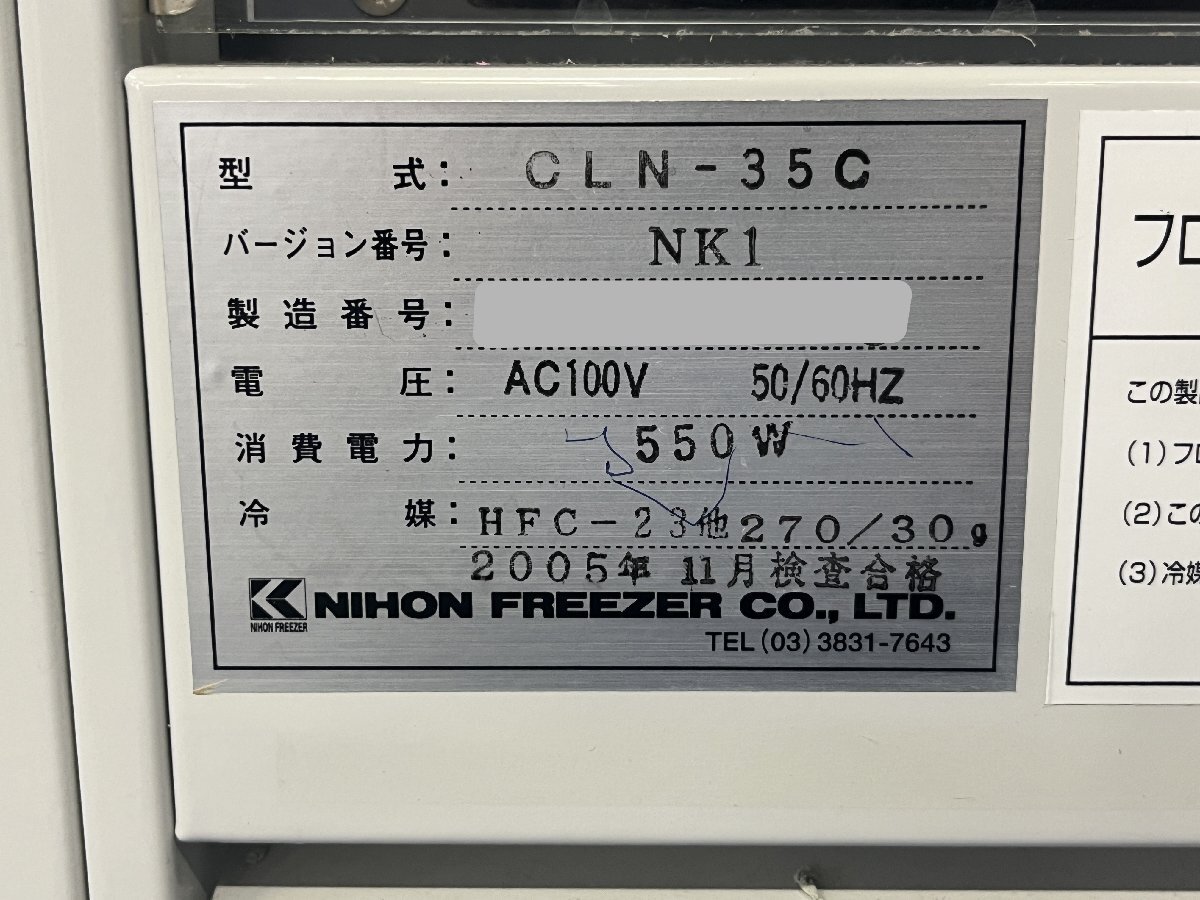 型 式： CLN-35C
バージョン番号： NK1
製 造 番 号：
電 圧： AC100V 50/60HZ
消 費 電 力： 550W
冷 媒： HFC-23他270/30g
2005年 11月検査合格
NIHON FREEZER
NIHON FREEZER CO., LTD.
TEL (03) 3831-7643
フロ
この製
(1)フロ
(2)この
(3)冷媒